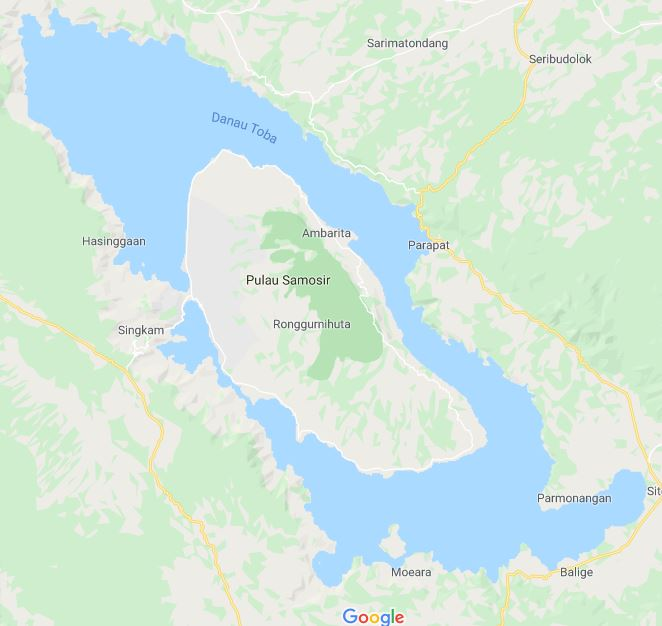 Sarimatondang
Seribudolok
Danau Toba
Ambarita
Hasinggaan
Parapat
Pulau Samosir
Ronggurnihuta
Singkam
Parmonangan
Sit
Moeara
Balige
Google